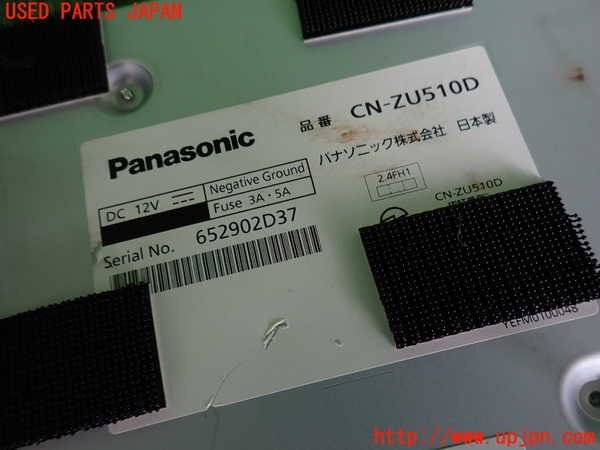 USED PARTS JAPAN
Panasonic
品番 CN-ZU510D
パナソニック株式会社 日本製
DC 12V
Negative Ground
Fuse 3A・5A
2.4FH1
CN-ZU510D
Serial No. 652902D37
YEFM0100048
http://www.upjpn.com